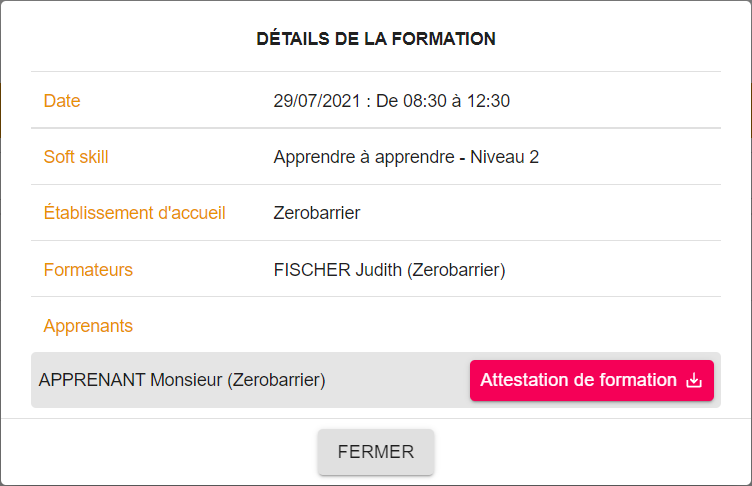 DÉTAILS DE LA FORMATION
Date 29/07/2021 : De 08:30 à 12:30
Soft skill Apprendre à apprendre - Niveau 2
Établissement d'accueil Zerobarrier
Formateurs FISCHER Judith (Zerobarrier)
Apprenants
APPRENANT Monsieur (Zerobarrier) Attestation de formation
FERMER